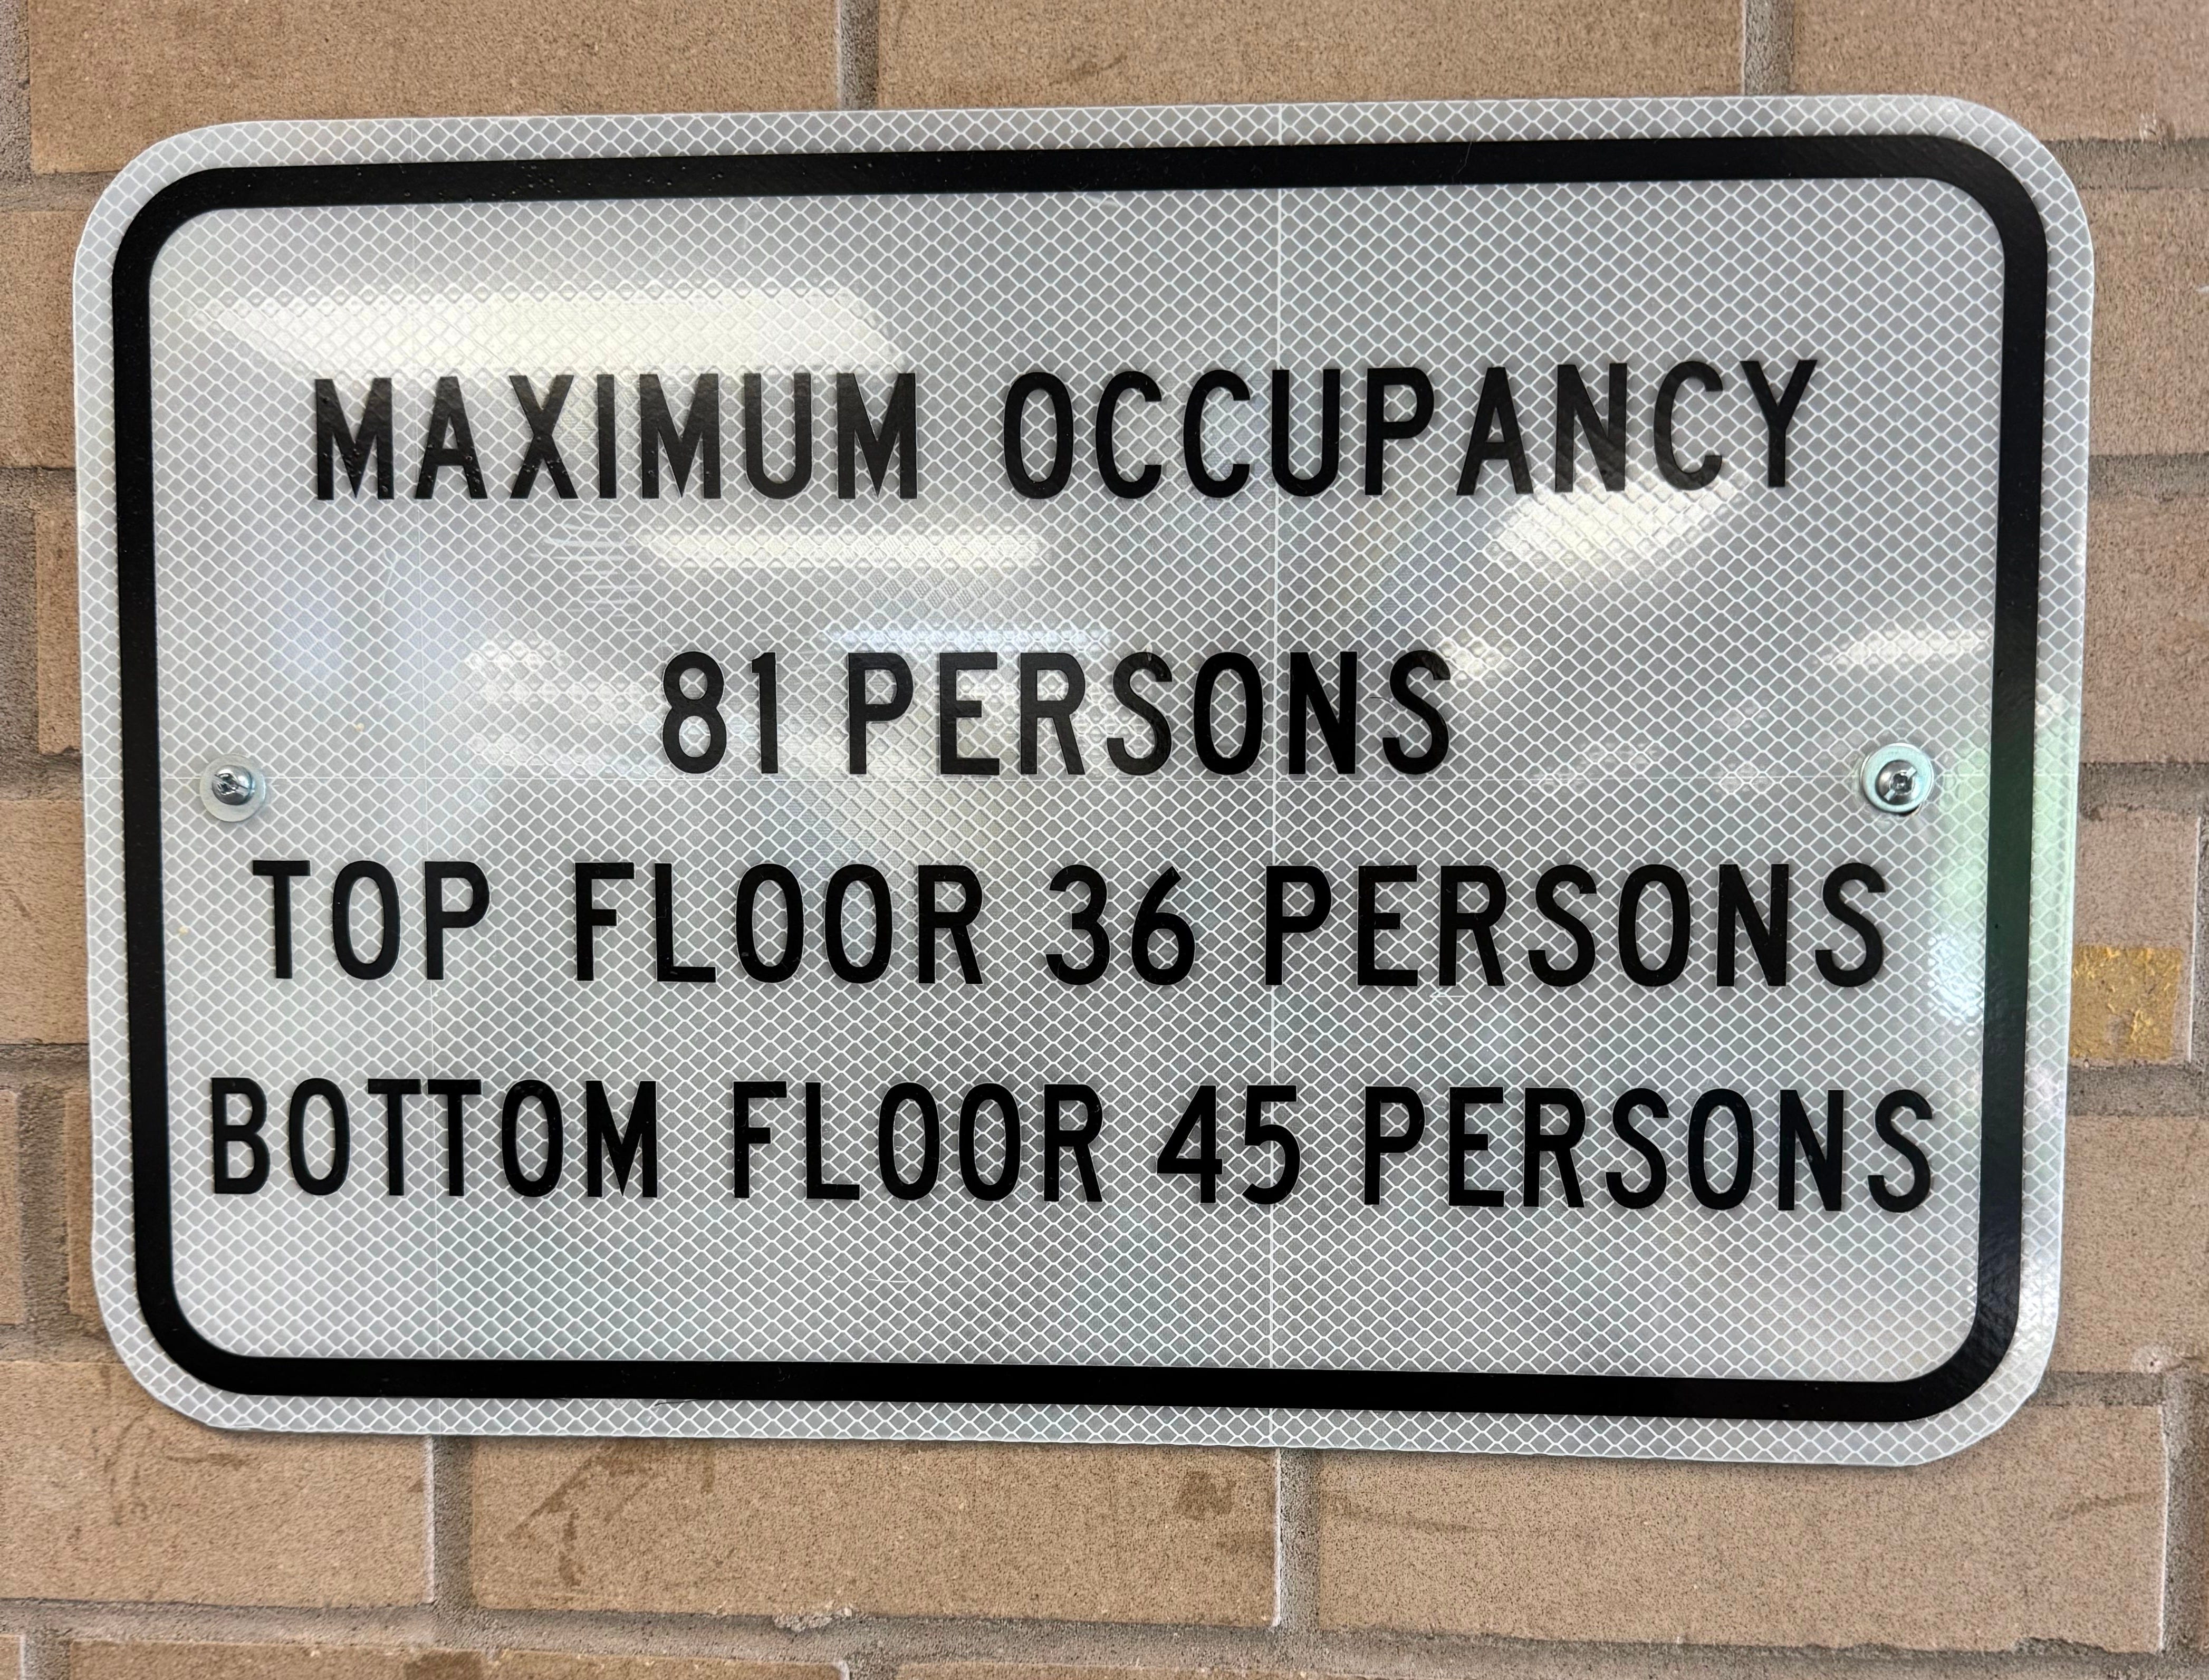 MAXIMUM OCCUPANCY
81 PERSONS
TOP FLOOR 36 PERSONS
BOTTOM FLOOR 45 PERSONS